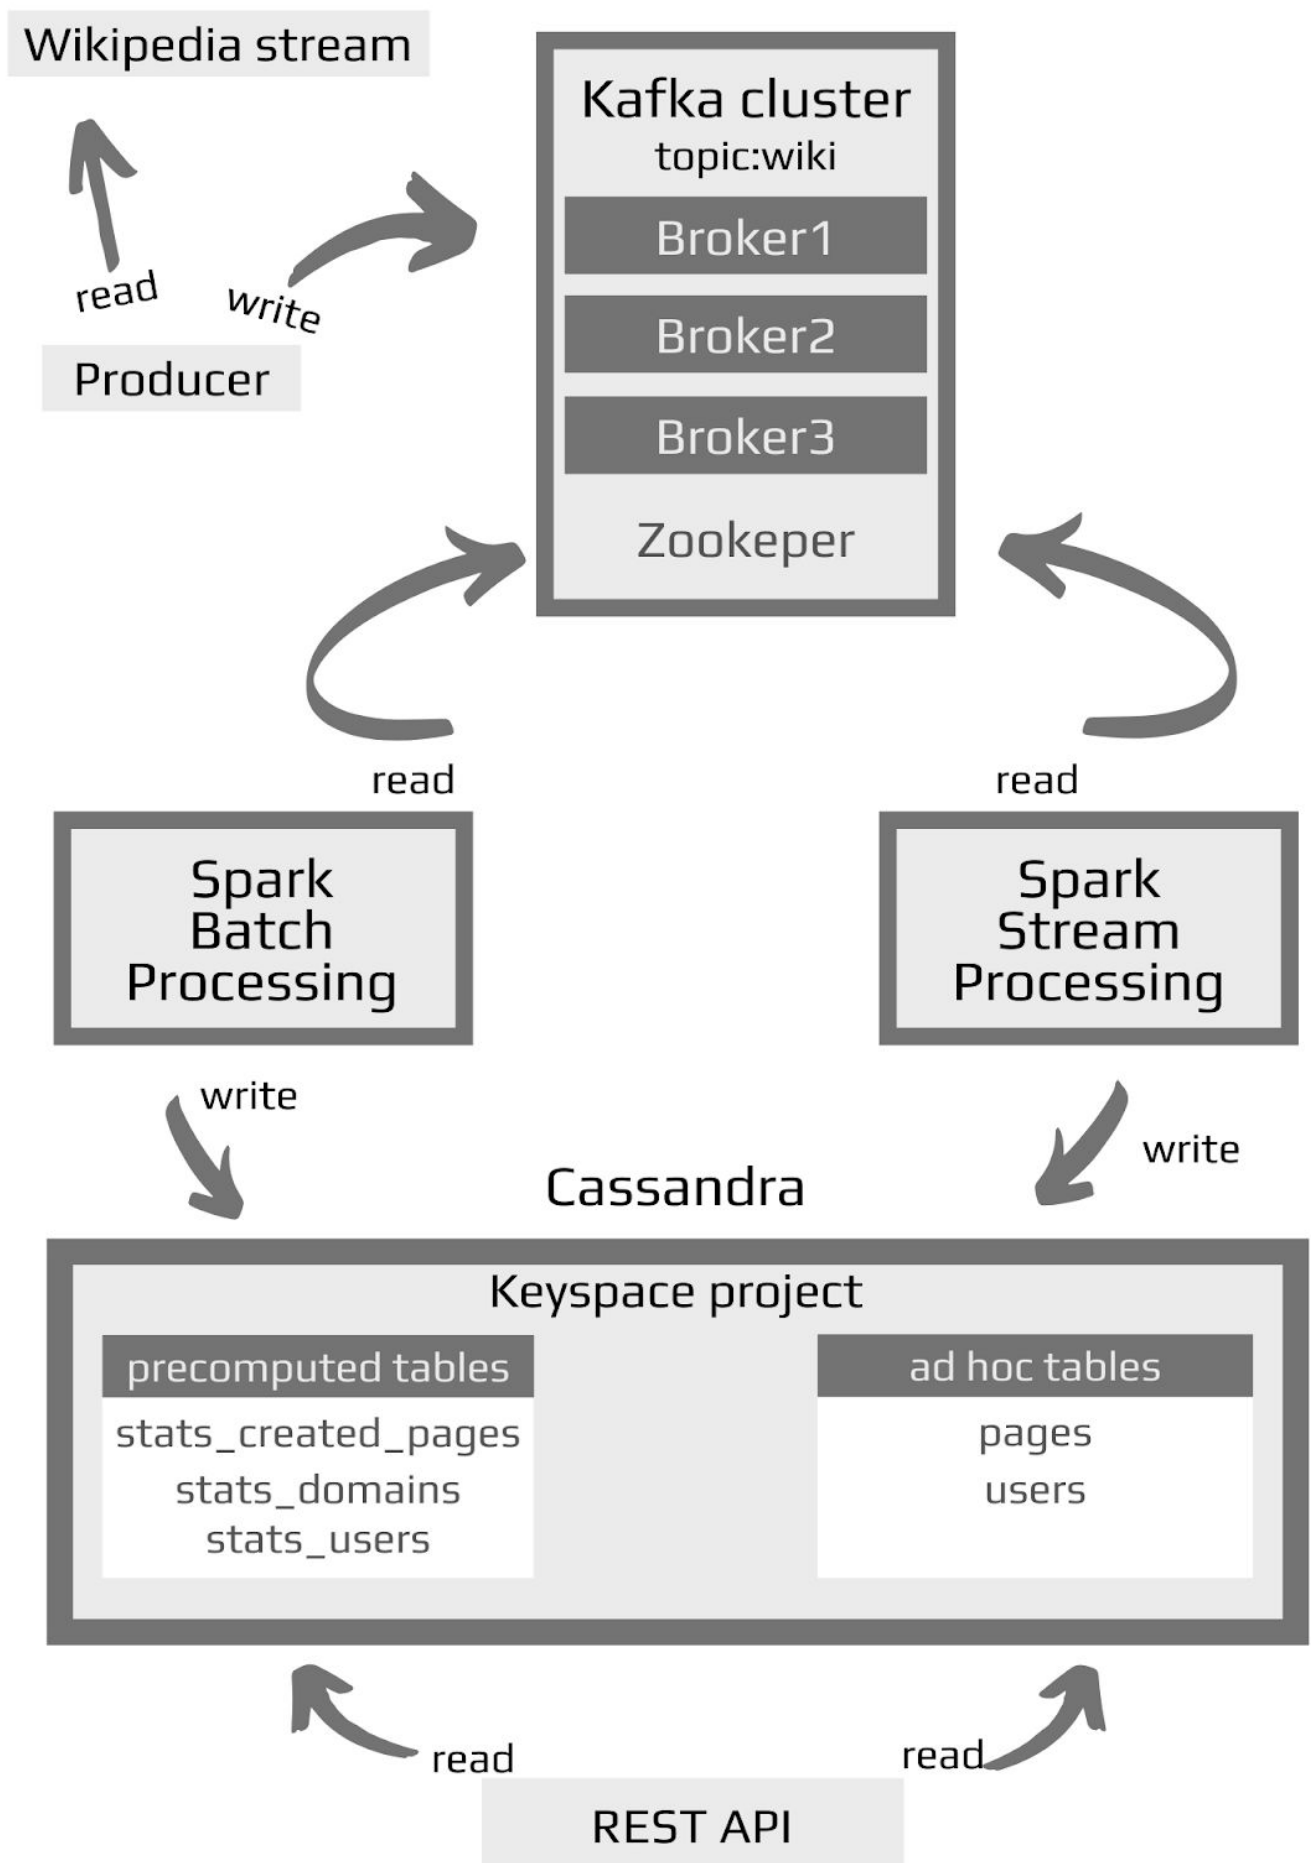 Wikipedia stream
Kafka cluster
topic:wiki
Broker1
Broker2
Broker3
Zookeper
read
write
Producer
read
read
Spark
Batch
Processing
Spark
Stream
Processing
write
write
Cassandra
Keyspace project
precomputed tables
stats_created_pages
stats_domains
stats_users
ad hoc tables
pages
users
read
read
REST API